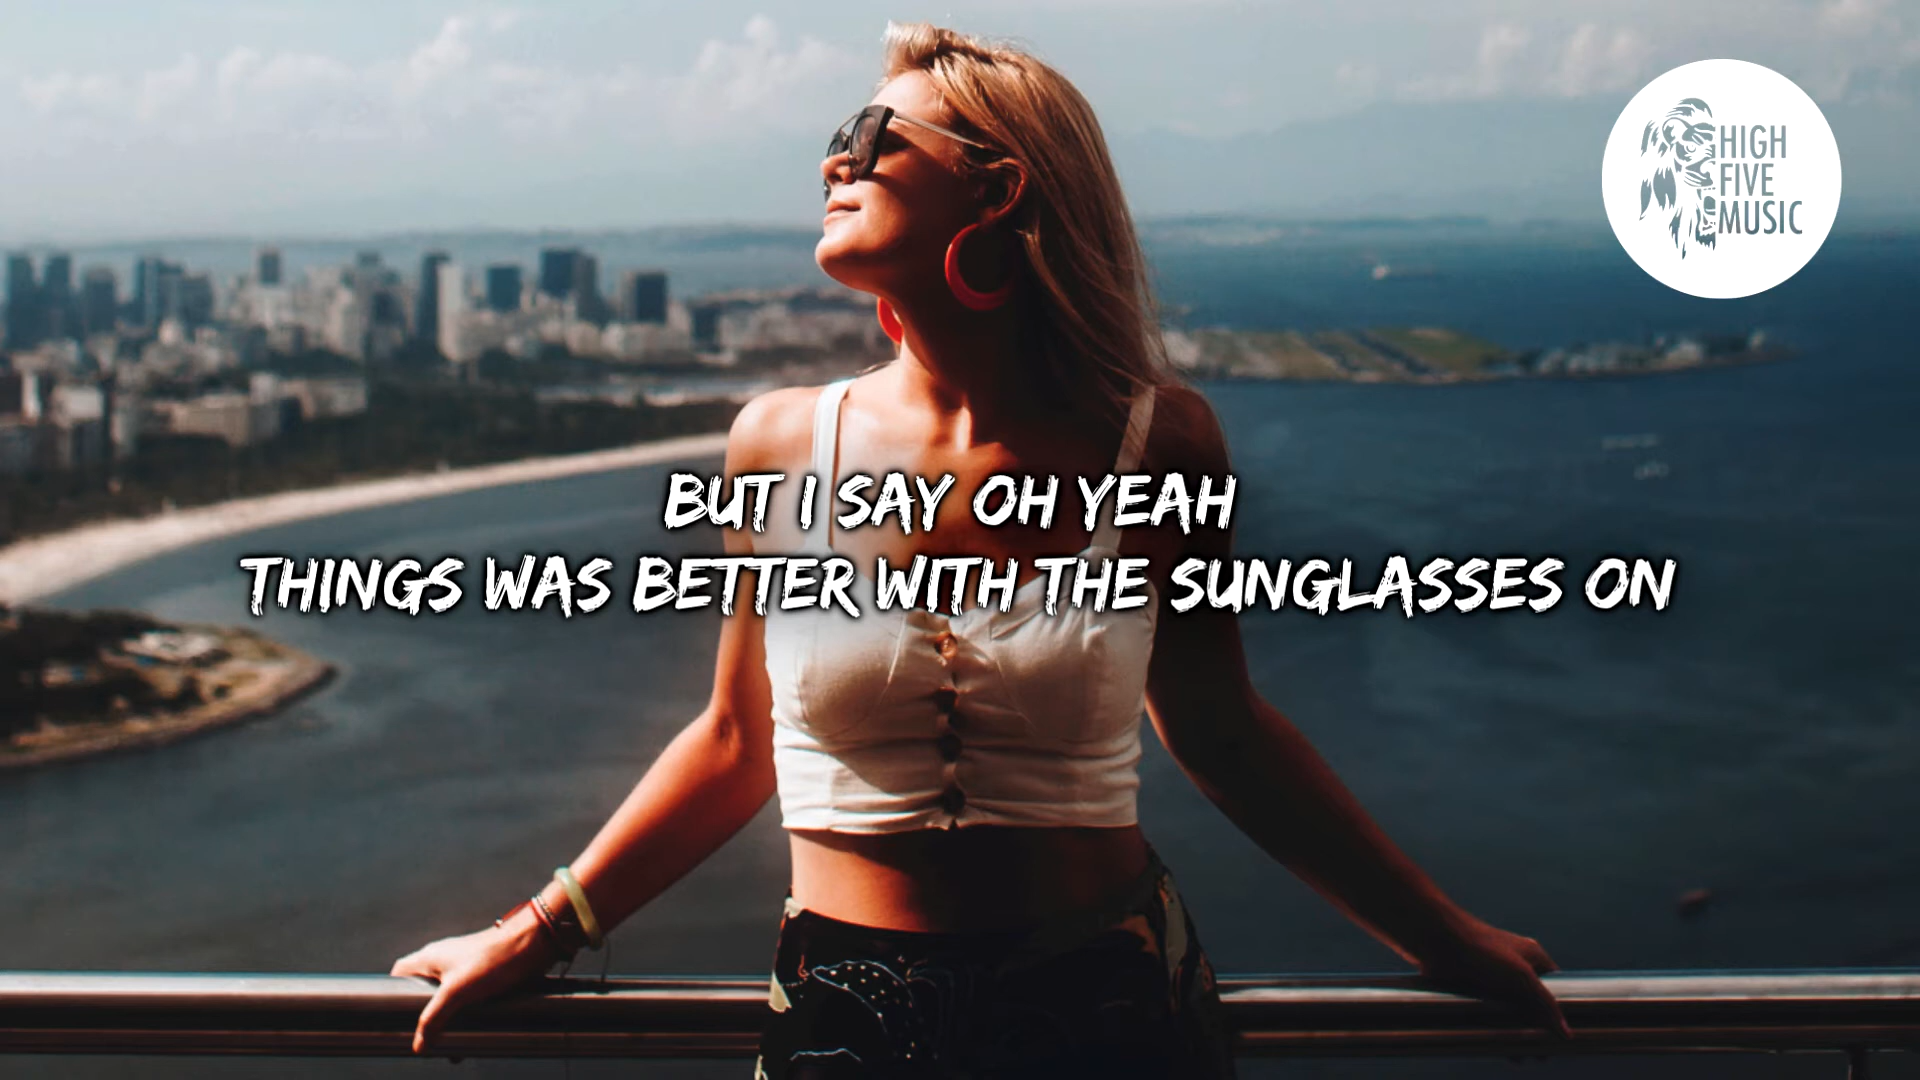 HIGH
FIVE
MUSIC
BUT I SAY OH YEAH
THINGS WAS BETTER WITH THE SUNGLASSES ON